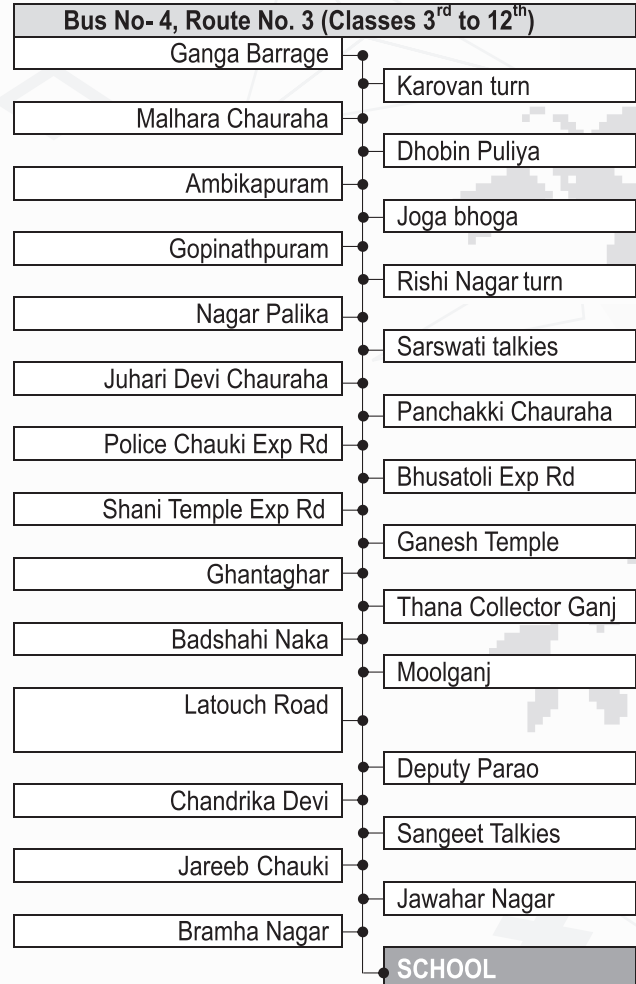 Bus No- 4, Route No. 3 (Classes 3rd to 12th)
Ganga Barrage
Karovan turn
Malhara Chauraha
Dhobin Puliya
Ambikapuram
Joga bhoga
Gopinathpuram
Rishi Nagar turn
Nagar Palika
Sarswati talkies
Juhari Devi Chauraha
Panchakki Chauraha
Police Chauki Exp Rd
Bhusatoli Exp Rd
Shani Temple Exp Rd
Ganesh Temple
Ghantaghar
Thana Collector Ganj
Badshahi Naka
Moolganj
Latouch Road
Deputy Parao
Chandrika Devi
Sangeet Talkies
Jareeb Chauki
Jawahar Nagar
Bramha Nagar
SCHOOL